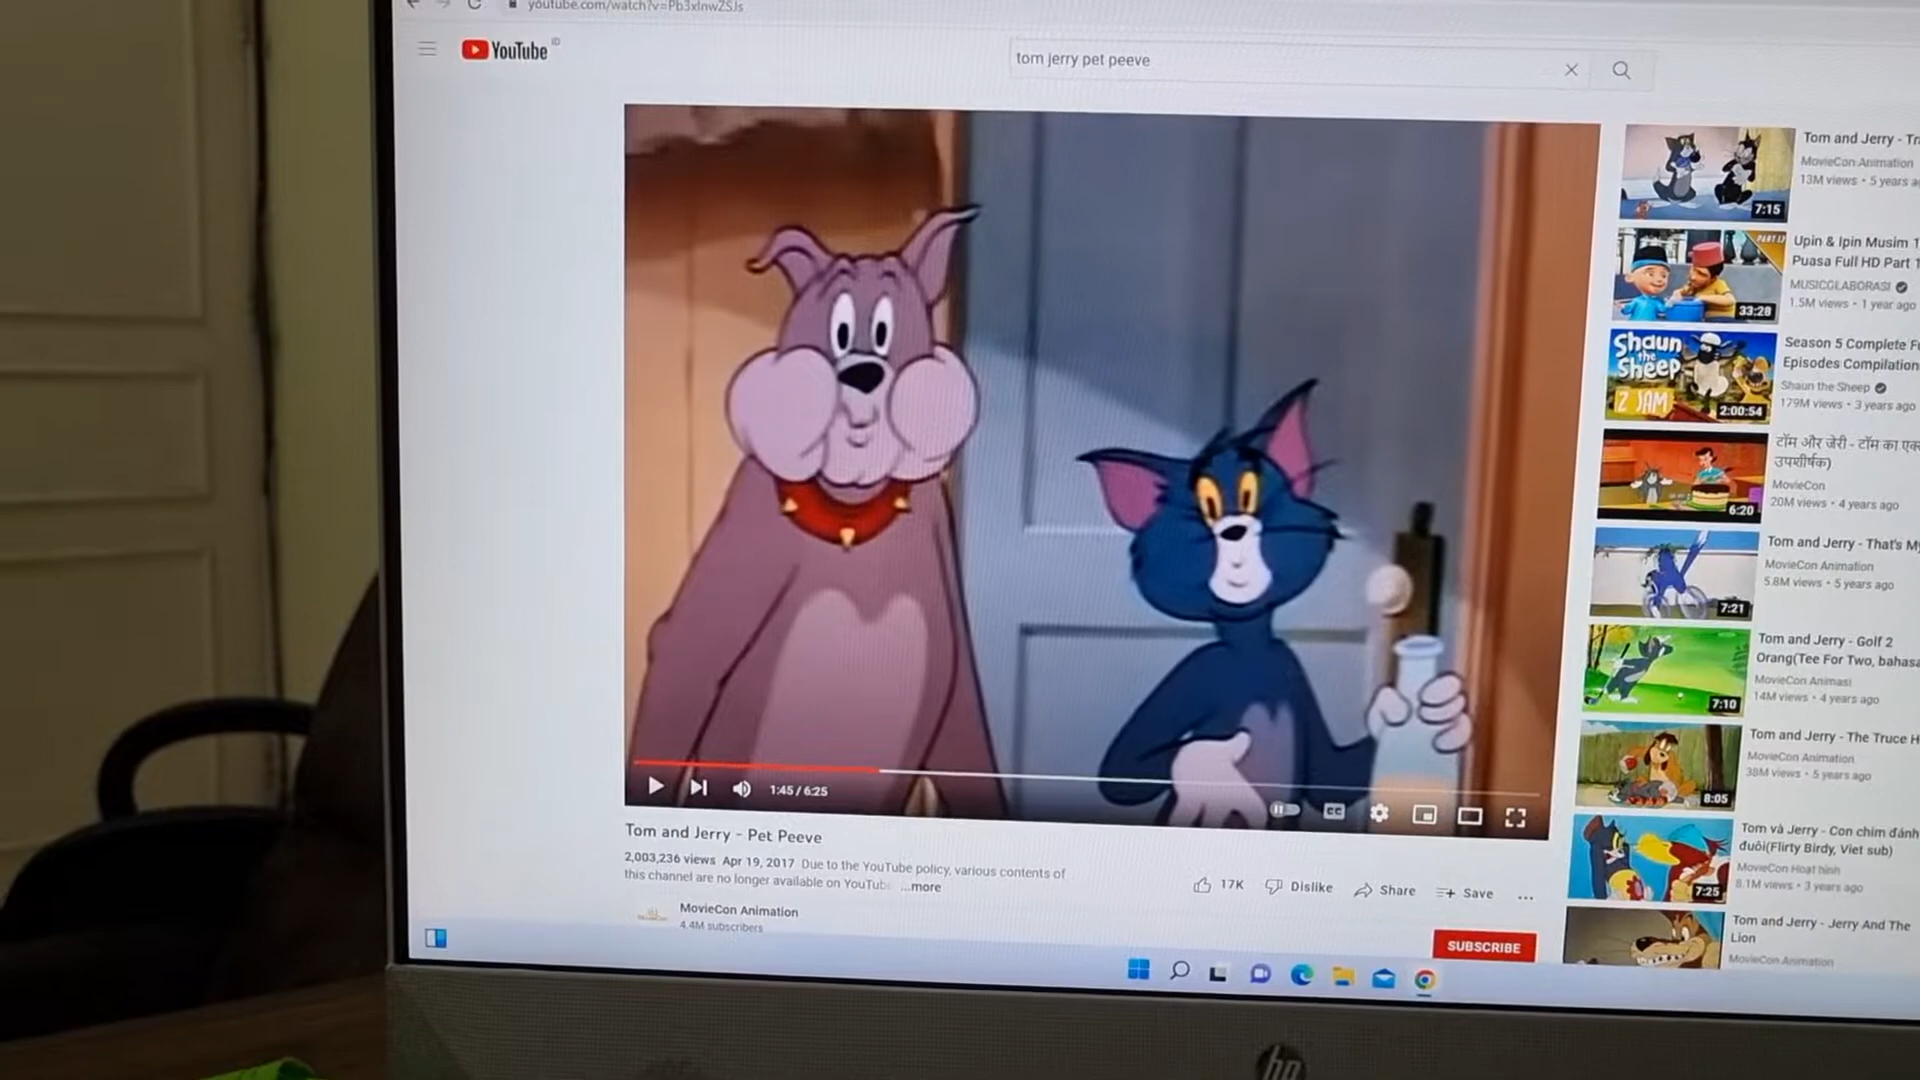 youtube.com/watch?v=Pb3xlnwZSJs
YouTube ID
tom jerry pet peeve
1:45 / 6:25
CC
Tom and Jerry - Pet Peeve
2,003,236 views Apr 19, 2017 Due to the YouTube policy, various contents of
this channel are no longer available on YouTube ...more
17K
Dislike
Share
Save
MovieCon Animation
4.4M subscribers
SUBSCRIBE
Tom and Jerry - Tr
MovieCon Animation
13M views • 5 years a
7:15
PART 12
Upin & Ipin Musim 1
Puasa Full HD Part 1
MUSICOLABORASI
1.5M views • 1 year ago
33:28
Shaun
the
Sheep
2 JAM
2:00:54
Season 5 Complete Fu
Episodes Compilation
Shaun the Sheep
179M views • 3 years ago
6:20
टॉम और जेरी - टॉम का एक
उपशीर्षक)
MovieCon
20M views • 4 years ago
7:21
Tom and Jerry - That's My
MovieCon Animation
5.8M views • 5 years ago
7:10
Tom and Jerry - Golf 2
Orang(Tee For Two, bahasa
MovieCon Animasi
14M views • 4 years ago
8:05
Tom and Jerry - The Truce H
MovieCon Animation
38M views • 5 years ago
7:25
Tom và Jerry - Con chim đánh
đuôi(Flirty Birdy, Viet sub)
MovieCon Hoạt hình
8.1M views • 3 years ago
Tom and Jerry - Jerry And The
Lion
MovieCon Animation
hp